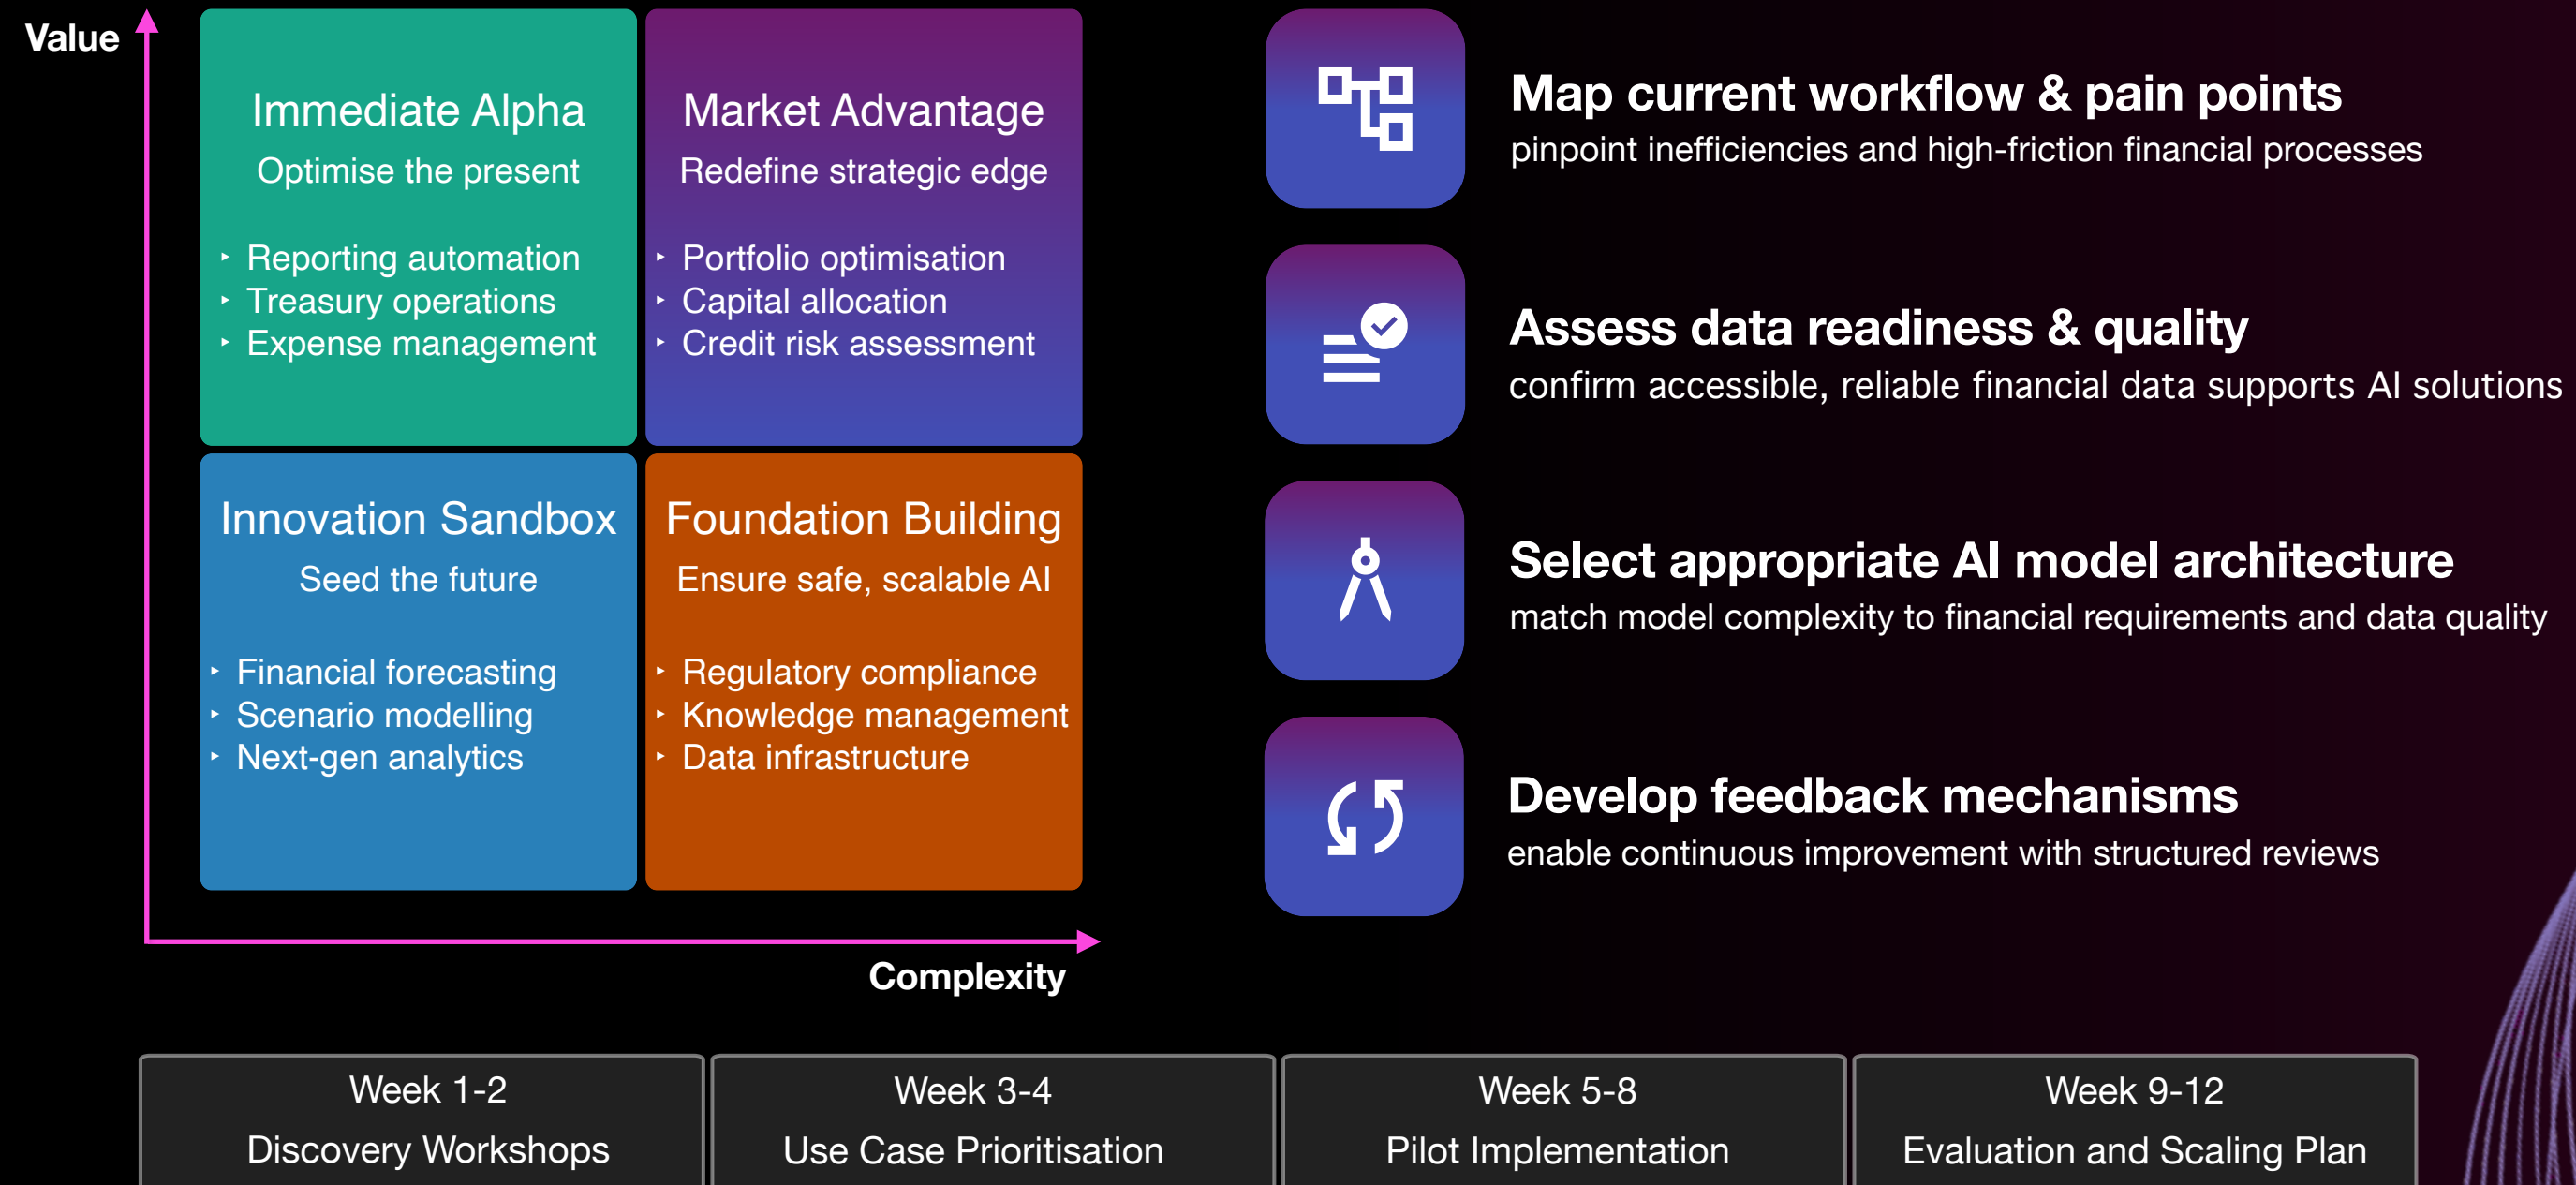 Value
Immediate Alpha
Optimise the present
‣ Reporting automation
‣ Treasury operations
‣ Expense management
Market Advantage
Redefine strategic edge
‣ Portfolio optimisation
‣ Capital allocation
‣ Credit risk assessment
Innovation Sandbox
Seed the future
‣ Financial forecasting
‣ Scenario modelling
‣ Next-gen analytics
Foundation Building
Ensure safe, scalable AI
‣ Regulatory compliance
‣ Knowledge management
‣ Data infrastructure
Complexity
Map current workflow & pain points
pinpoint inefficiencies and high-friction financial processes
Assess data readiness & quality
confirm accessible, reliable financial data supports AI solutions
Select appropriate AI model architecture
match model complexity to financial requirements and data quality
Develop feedback mechanisms
enable continuous improvement with structured reviews
Week 1-2
Discovery Workshops
Week 3-4
Use Case Prioritisation
Week 5-8
Pilot Implementation
Week 9-12
Evaluation and Scaling Plan